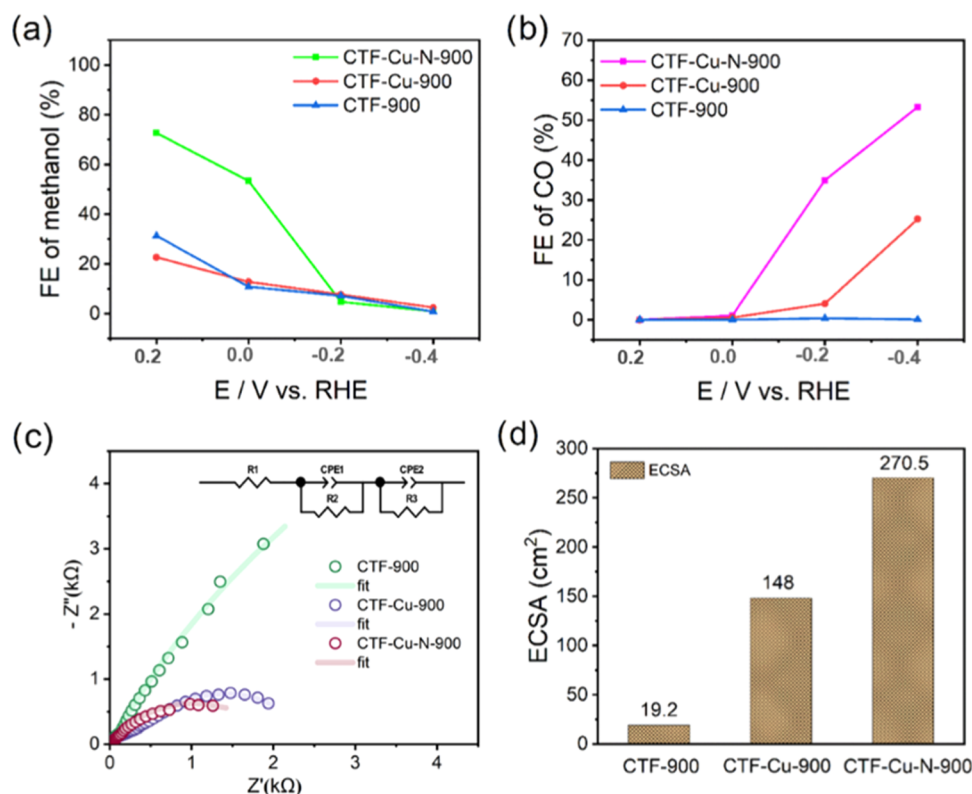 (a)
CTF-Cu-N-900
CTF-Cu-900
CTF-900
FE of methanol (%)
100
80
60
40
20
0
0.2
0.0
-0.2
-0.4
E / V vs. RHE
(b)
CTF-Cu-N-900
CTF-Cu-900
CTF-900
FE of CO (%)
70
60
50
40
30
20
10
0
0.2
0.0
-0.2
-0.4
E / V vs. RHE
(c)
R1
CPE1
CPE2
R2
R3
CTF-900
fit
CTF-Cu-900
fit
CTF-Cu-N-900
fit
- Z"(kΩ)
4
3
2
1
0
0
1
2
3
4
Z'(kΩ)
(d)
ECSA
ECSA (cm²)
300
250
200
150
100
50
0
19.2
148
270.5
CTF-900
CTF-Cu-900
CTF-Cu-N-900